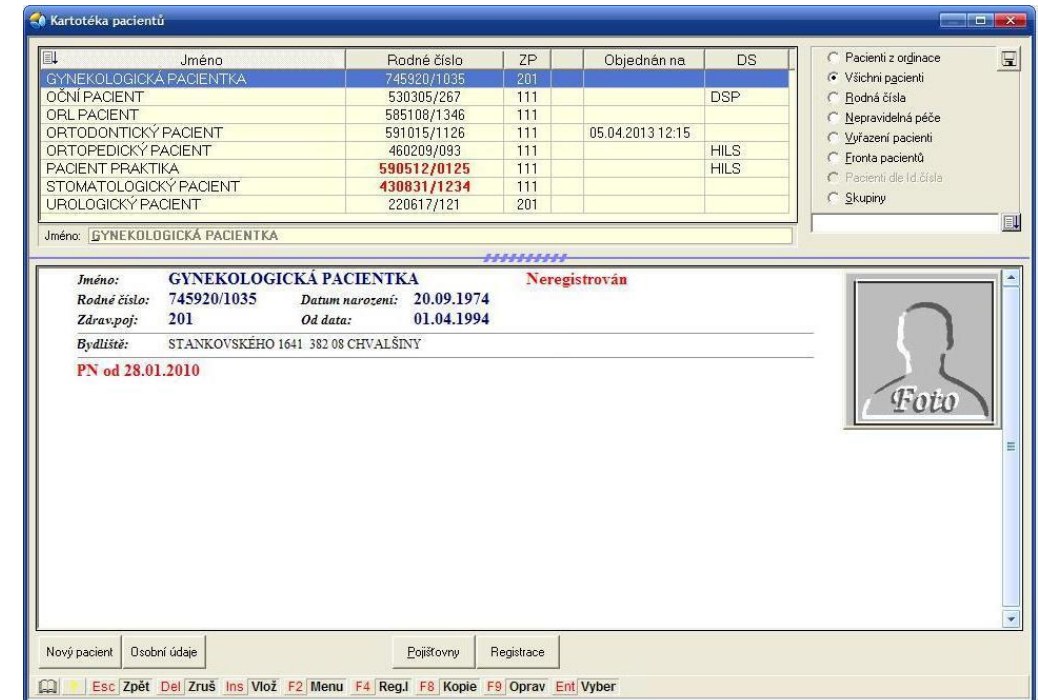 Kartotéka pacientů
Jméno Rodné číslo ZP Objednán na DS
GYNEKOLOGICKÁ PACIENTKA 745920/1035 201
OČNÍ PACIENT 530305/267 111 DSP
ORL PACIENT 585108/1346 111
ORTODONTICKÝ PACIENT 591015/1126 111 05.04.2013 12:15
ORTOPEDICKÝ PACIENT 460209/093 111 HILS
PACIENT PRAKTIKA 590512/0125 111 HILS
STOMATOLOGICKÝ PACIENT 430831/1234 111
UROLOGICKÝ PACIENT 220617/121 201
Jméno: GYNEKOLOGICKÁ PACIENTKA
Pacienti z ordinace
Všichni pacienti
Rodná čísla
Nepravidelná péče
Vyřazení pacienti
Fronta pacientů
Pacienti dle Id.čísla
Skupiny
Jméno: GYNEKOLOGICKÁ PACIENTKA Neregistrován
Rodné číslo: 745920/1035 Datum narození: 20.09.1974
Zdrav.poj: 201 Od data: 01.04.1994
Bydliště: STANKOVSKÉHO 1641 382 08 CHVALŠINY
PN od 28.01.2010
Foto
Nový pacient Osobní údaje Pojišťovny Registrace
Esc Zpět Del Zruš Ins Vlož F2 Menu F4 Reg.l F8 Kopie F9 Oprav Ent Vyber